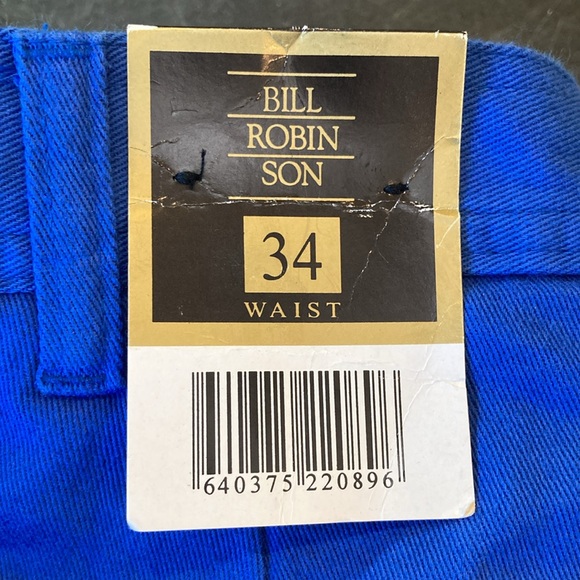 BILL
ROBIN
SON
34
WAIST
640375 220896